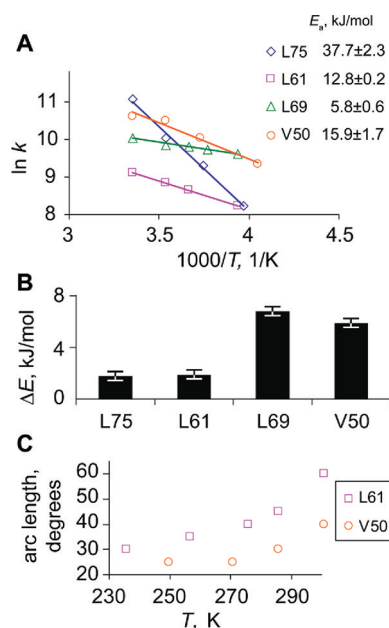 A
Ea, kJ/mol
L75 37.7±2.3
L61 12.8±0.2
L69 5.8±0.6
V50 15.9±1.7
ln k
11
10
9
8
3 3.5 4 4.5
1000/T, 1/K
B
ΔE, kJ/mol
8
4
0
L75 L61 L69 V50
C
arc length,
degrees
60
50
40
30
20
230 250 270 290
T, K
L61
V50